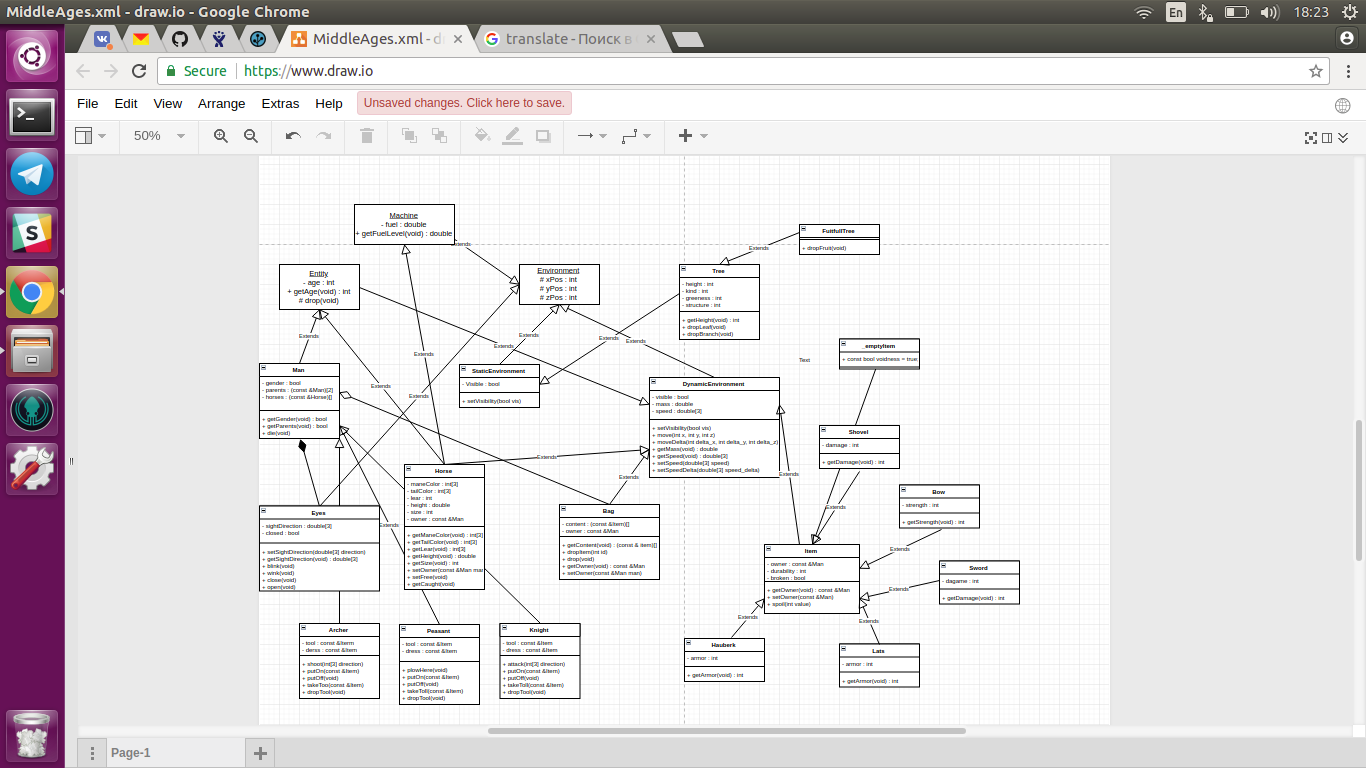 MiddleAges.xml - draw.io - Google Chrome
En
18:23
MiddleAges.xml - d
translate - Поиск в
Secure
https://www.draw.io
File Edit View Arrange Extras Help
Unsaved changes. Click here to save.
50%
Machine
- fuel : double
+ getFuelLevel(void) : double
Extends
FuitfullTree
+ dropFruit(void)
Extends
Entity
- age : int
+ getAge(void) : int
# drop(void)
Environment
# xPos : int
# yPos : int
# zPos : int
Tree
- height : int
- kind : int
- greeness : int
- structure : int
+ getHeight(void) : int
+ dropLeaf(void)
+ dropBranch(void)
Extends
Extends
Extends
Extends
Extends
Extends
_emptyItem
+ const bool voidness = true;
Text
Man
- gender : bool
- parents : (const &Man)[2]
- horses : (const &Horse)[]
+ getGender(void) : bool
+ getParents(void) : bool
+ die(void)
Extends
Extends
StaticEnvironment
- Visible : bool
+ setVisibility(bool vis)
DynamicEnvironment
- visible : bool
- mass : double
- speed : double[3]
+ setVisibility(bool vis)
+ move(int x, int y, int z)
+ moveDelta(int delta_x, int delta_y, int delta_z)
+ getMass(void) : double
+ getSpeed(void) : double[3]
+ setSpeed(double[3] speed)
+ setSpeedDelta(double[3] speed_delta)
Shovel
- damage : int
+ getDamage(void) : int
Extends
Extends
Extends
Horse
- maneColor : int[3]
- tailColor : int[3]
- lear : int
- height : double
- size : int
- owner : const &Man
+ getManeColor(void) : int[3]
+ getTailColor(void) : int[3]
+ getLear(void) : int[3]
+ getHeight(void) : double
+ getSize(void) : int
+ setOwner(const &Man man
+ setFree(void)
+ getCaught(void)
Bow
- strength : int
+ getStrength(void) : int
Extends
Extends
Eyes
- sightDirection : double[3]
- closed : bool
+ setSightDirection(double[3] direction)
+ getSightDirection(void) : double[3]
+ blink(void)
+ wink(void)
+ close(void)
+ open(void)
Extends
Bag
- content : (const &Item)[]
- owner : const &Man
+ getContent(void) : (const & item)[]
+ dropItem(int id)
+ drop(void)
+ getOwner(void) : const &Man
+ setOwner(const &Man man)
Item
- owner : const &Man
- durability : int
- broken : bool
+ getOwner(void) : const &Man
+ setOwner(const &Man)
+ spoil(int value)
Sword
- dagame : int
+ getDamage(void) : int
Extends
Extends
Extends
Archer
- tool : const &Iterm
- derss : const &Item
+ shoot(int[3] direction)
+ putOn(const &Item)
+ putOff(void)
+ takeToo(const &Item)
+ dropTool(void)
Peasant
- tool : const &Item
- dress : const &Item
+ plowHere(void)
+ putOn(const &Item)
+ putOff(void)
+ takeToll(const &Item)
+ dropTool(void)
Knight
- tool : const &Item
- dress : const &Item
+ attack(int[3] direction)
+ putOn(const &Item)
+ putOff(void)
+ takeToll(const &Item)
+ dropTool(void)
Hauberk
- armor : int
+ getArmor(void) : int
Lats
- armor : int
+ getArmor(void) : int
Page-1